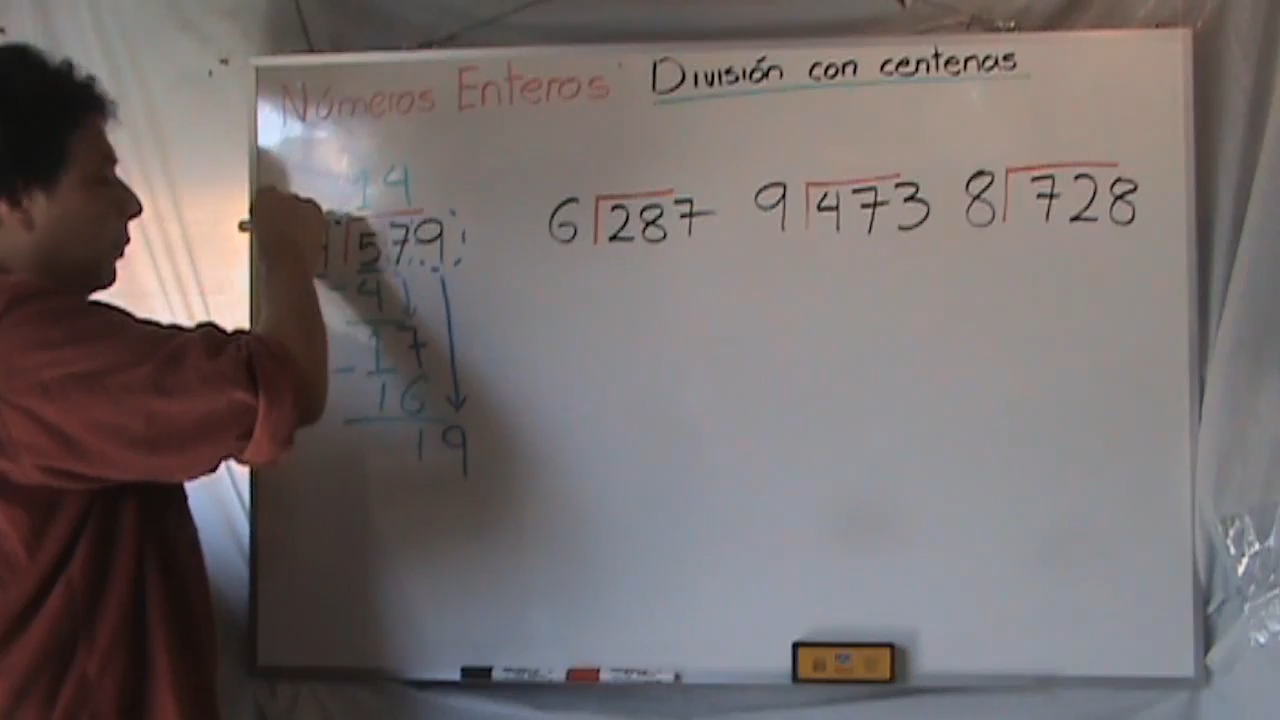 Números Enteros: División con centenas
14
4 579 6 287 9 473 8 728
- 4
17
- 16
19